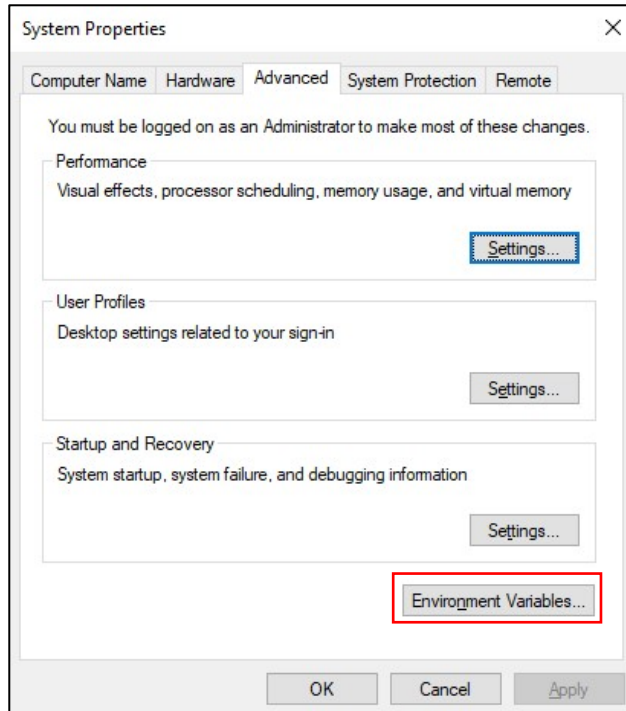 System Properties
Computer Name Hardware Advanced System Protection Remote
You must be logged on as an Administrator to make most of these changes.
Performance
Visual effects, processor scheduling, memory usage, and virtual memory
Settings...
User Profiles
Desktop settings related to your sign-in
Settings...
Startup and Recovery
System startup, system failure, and debugging information
Settings...
Environment Variables...
OK Cancel Apply